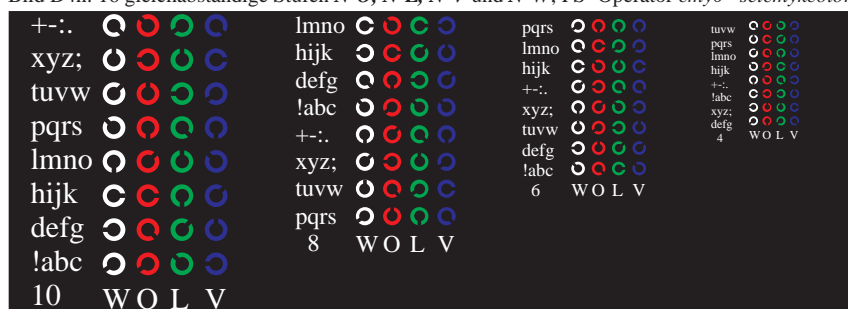 +-:.
xyz;
tuvw
pqrs
lmno
hijk
defg
!abc
10 W O L V
lmno
hijk
defg
!abc
+-:.
xyz;
tuvw
pqrs
8 W O L V
pqrs
lmno
hijk
+-:.
xyz;
tuvw
defg
!abc
6 W O L V
tuvw
pqrs
lmno
hijk
+-:.
!abc
xyz;
defg
4 W O L V